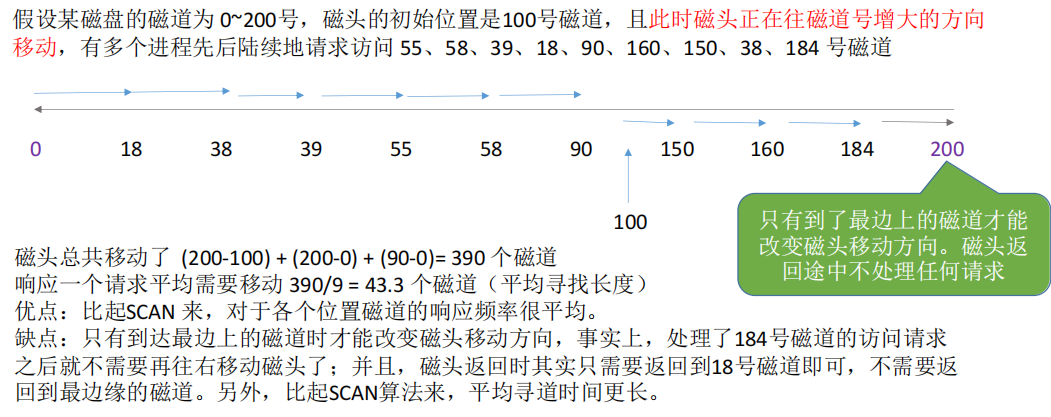 假设某磁盘的磁道为 0~200号，磁头的初始位置是100号磁道，且此时磁头正在往磁道号增大的方向
移动，有多个进程先后陆续地请求访问 55、58、39、18、90、160、150、38、184 号磁道
0 18 38 39 55 58 90 150 160 184 200
100
只有到了最边上的磁道才能
改变磁头移动方向。磁头返
回途中不处理任何请求
磁头总共移动了 (200-100) + (200-0) + (90-0)= 390 个磁道
响应一个请求平均需要移动 390/9 = 43.3 个磁道（平均寻找长度）
优点：比起SCAN 来，对于各个位置磁道的响应频率很平均。
缺点：只有到达最边上的磁道时才能改变磁头移动方向，事实上，处理了184号磁道的访问请求
之后就不需要再往右移动磁头了；并且，磁头返回时其实只需要返回到18号磁道即可，不需要返
回到最边缘的磁道。另外，比起SCAN算法来，平均寻道时间更长。